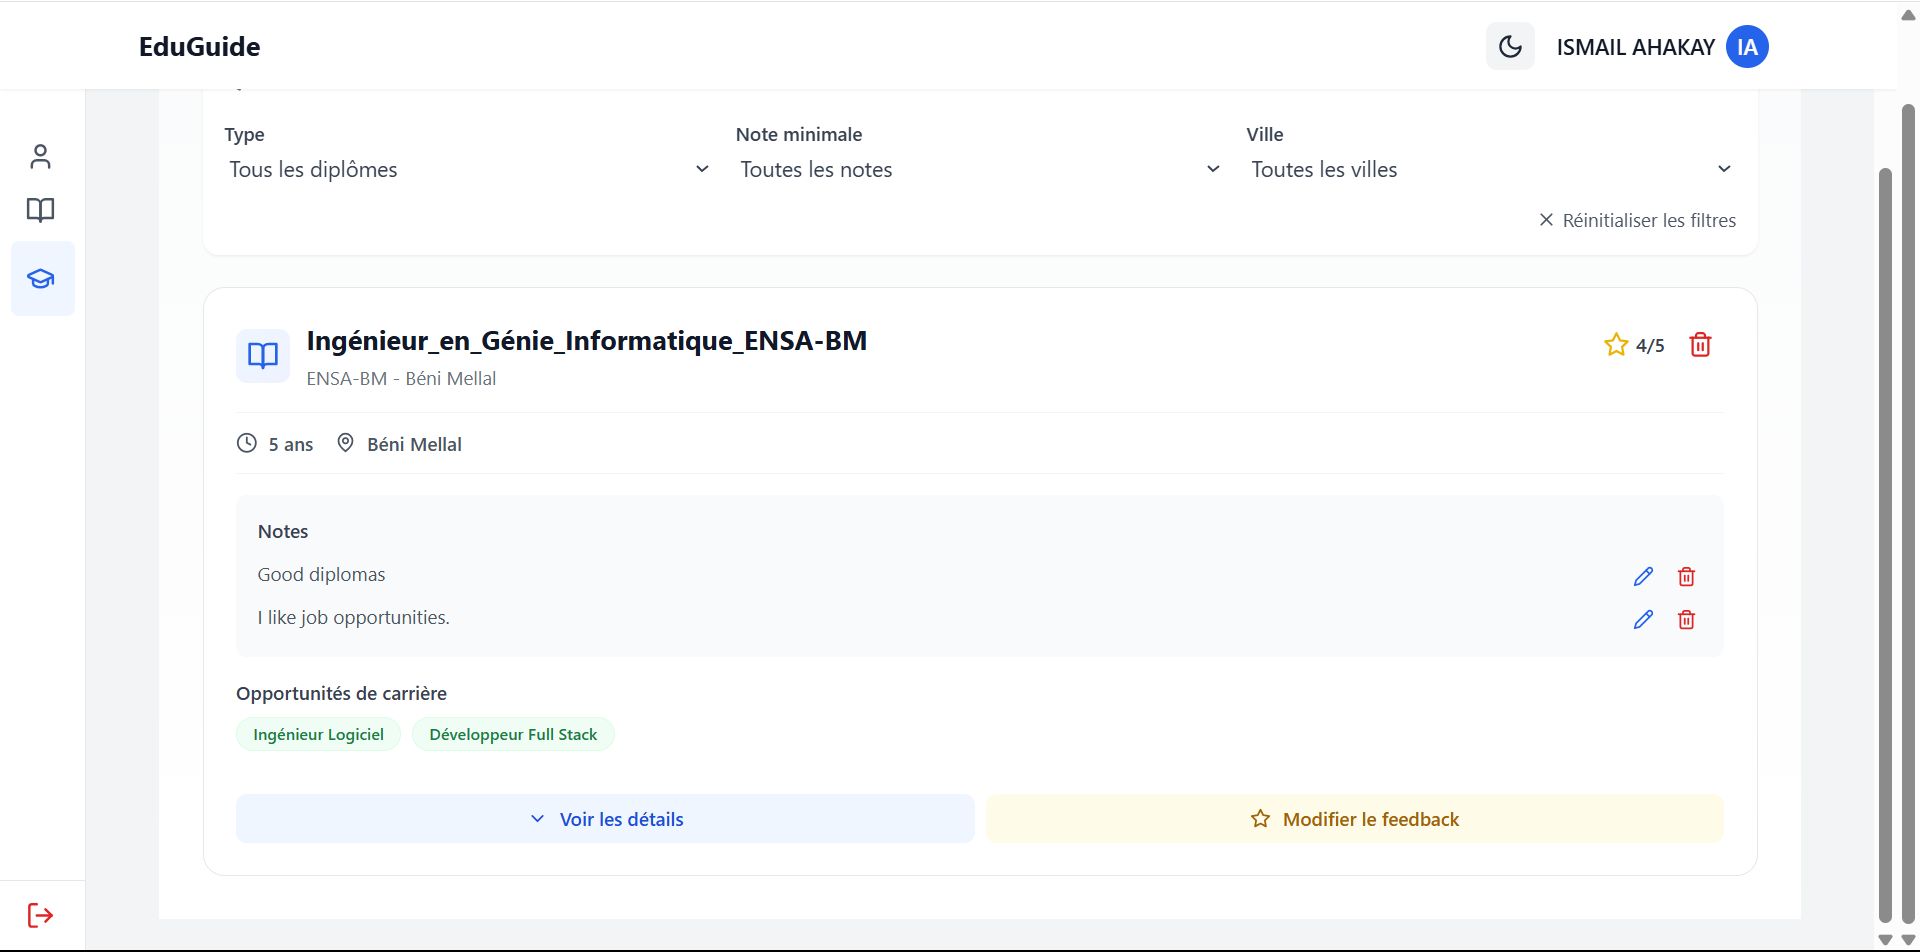 EduGuide
ISMAIL AHAKAY IA
Type
Tous les diplômes
Note minimale
Toutes les notes
Ville
Toutes les villes
Réinitialiser les filtres
Ingénieur_en_Génie_Informatique_ENSA-BM
4/5
ENSA-BM - Béni Mellal
5 ans
Béni Mellal
Notes
Good diplomas
I like job opportunities.
Opportunités de carrière
Ingénieur Logiciel
Développeur Full Stack
Voir les détails
Modifier le feedback